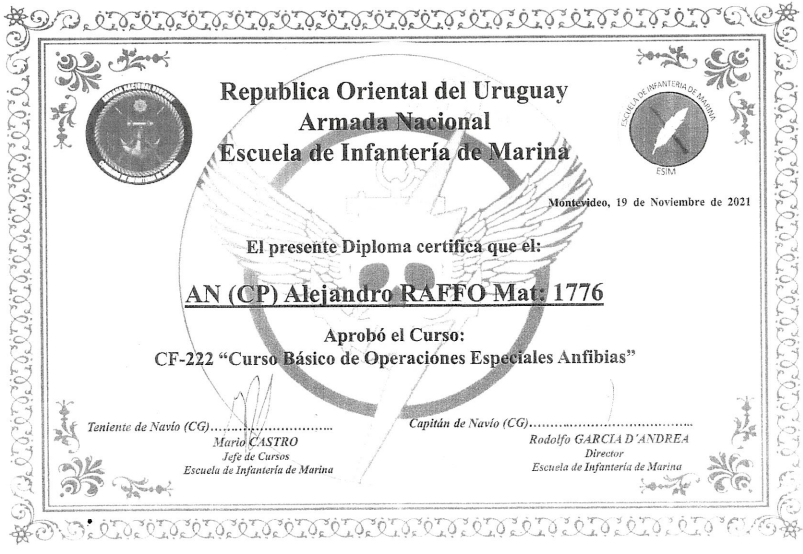 Republica Oriental del Uruguay
Armada Nacional
Escuela de Infantería de Marina
ESCUELA DE INFANTERIA DE MARINA
ESIM
Montevideo, 19 de Noviembre de 2021
El presente Diploma certifica que el:
AN (CP) Alejandro RAFFO Mat: 1776
Aprobó el Curso:
CF-222 “Curso Básico de Operaciones Especiales Anfibias”
Teniente de Navío (CG)..............................
Mario CASTRO
Jefe de Cursos
Escuela de Infantería de Marina
Capitán de Navío (CG)........................................
Rodolfo GARCIA D´ANDREA
Director
Escuela de Infantería de Marina